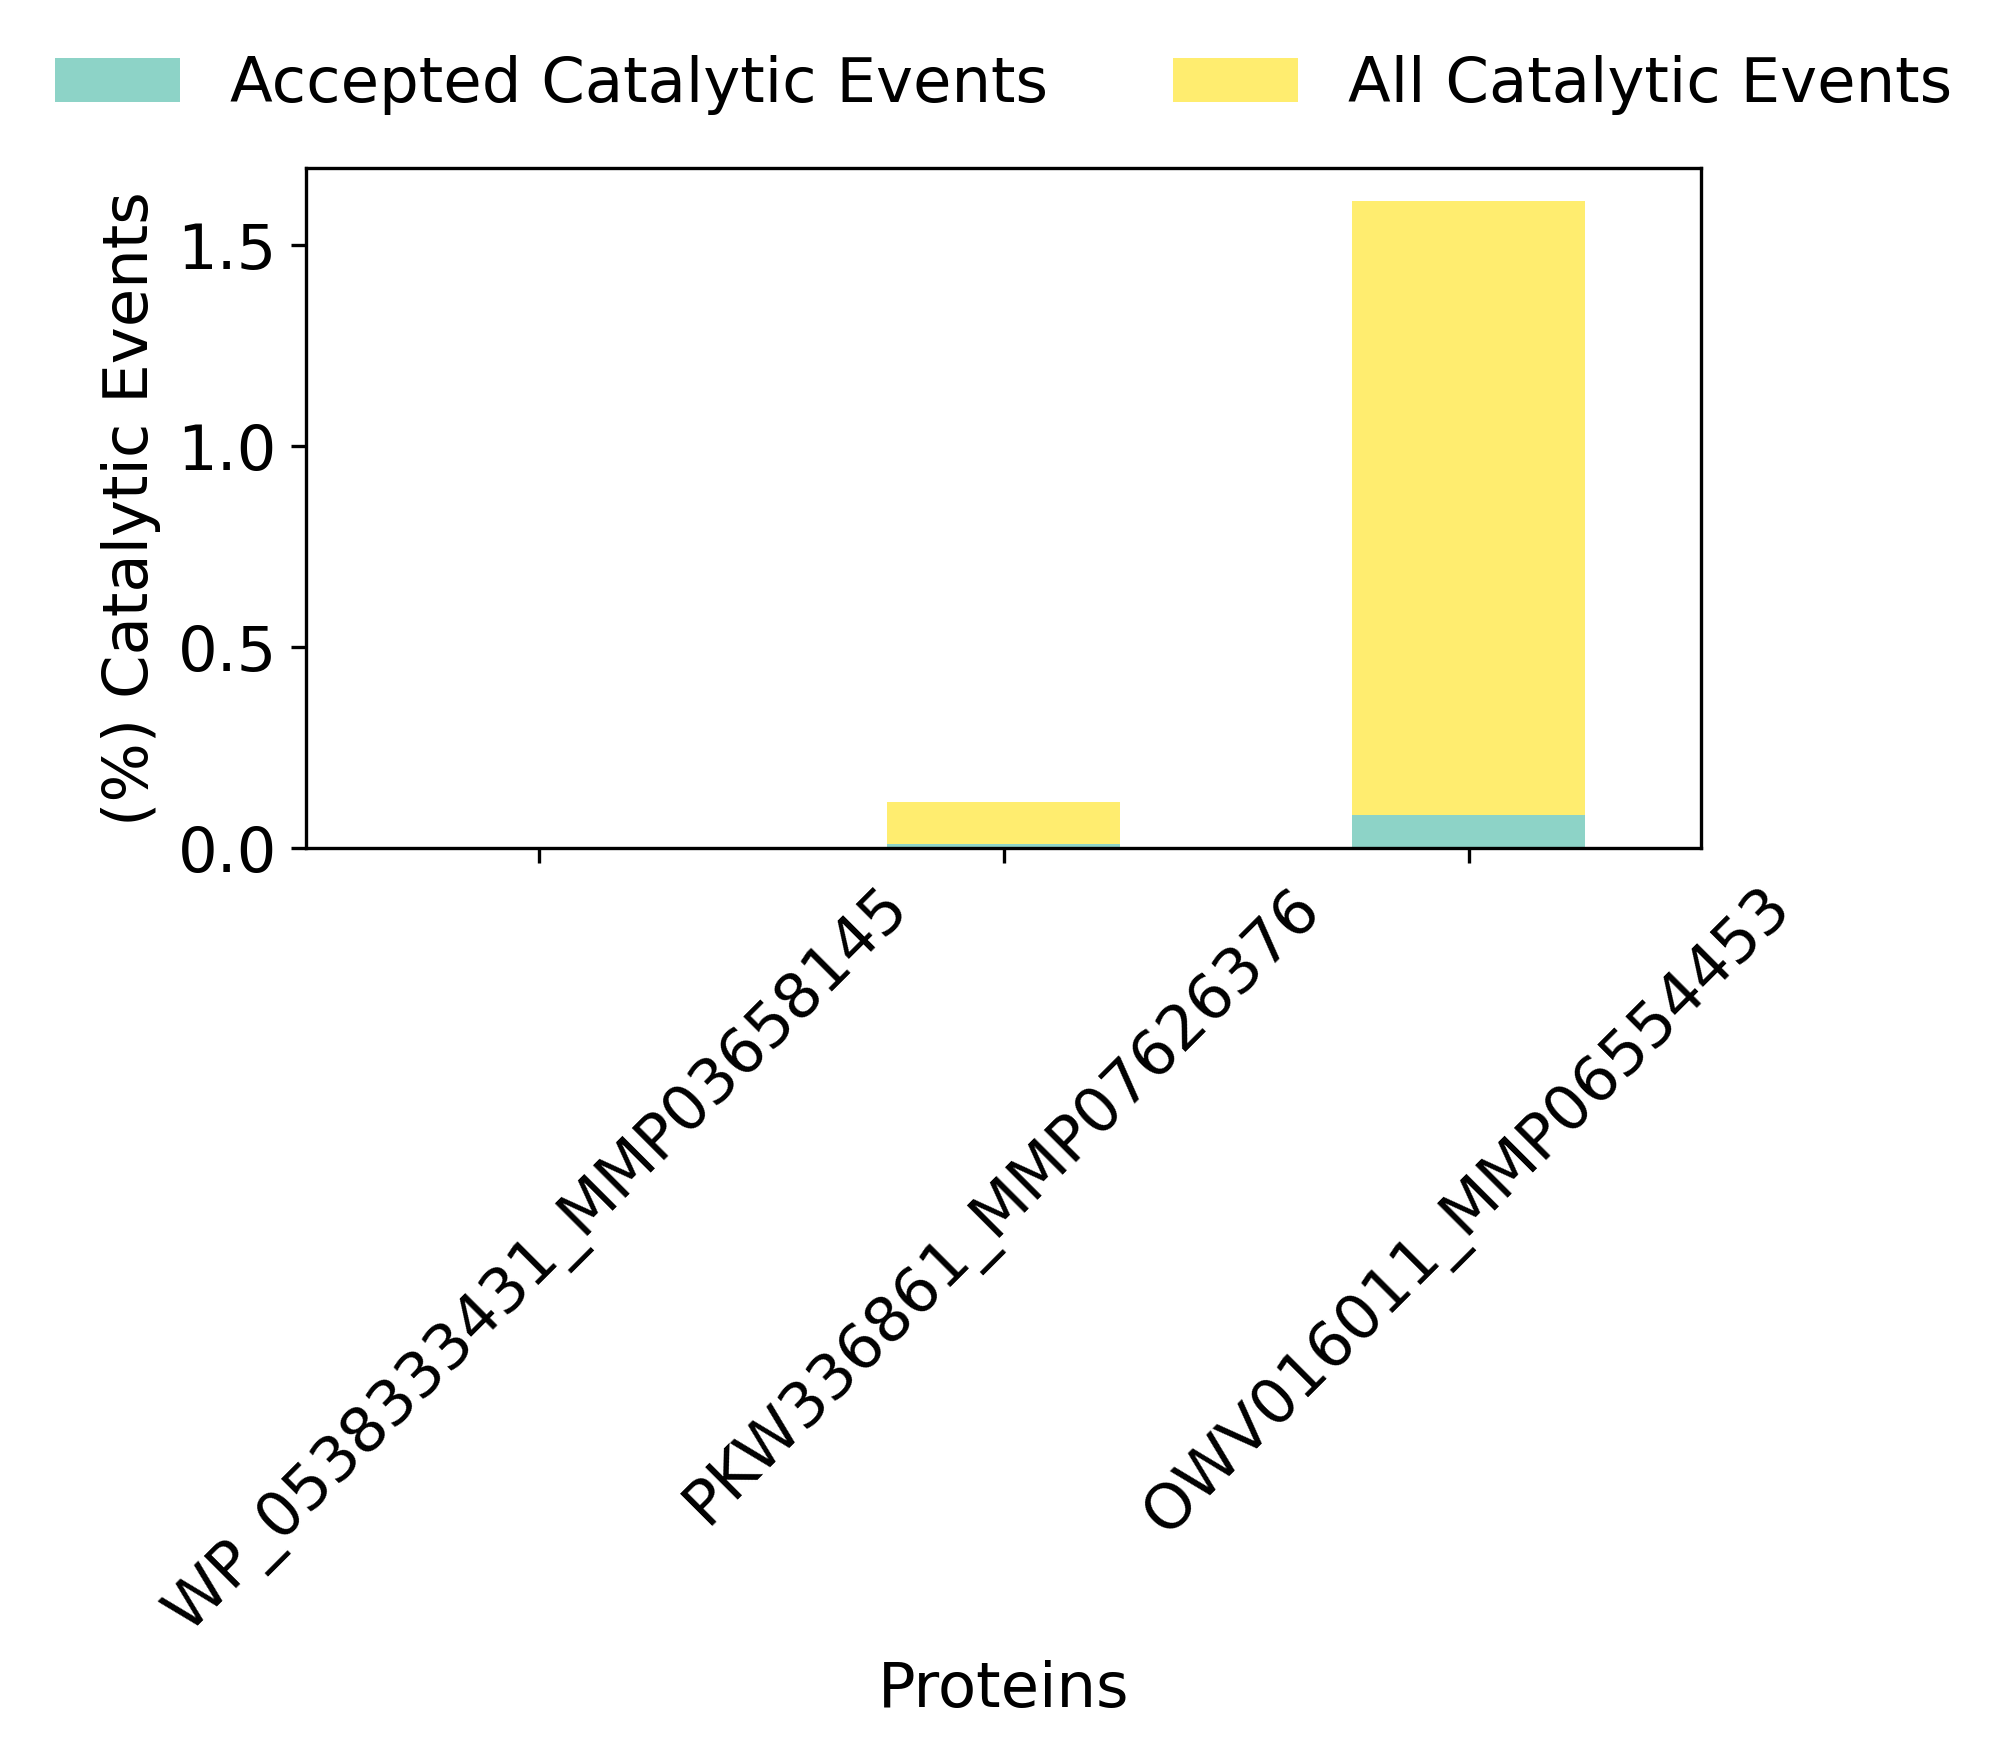 Accepted Catalytic Events
All Catalytic Events
(%) Catalytic Events
1.5
1.0
0.5
0.0
WP_053833431_MMP03658145
PKW336861_MMP07626376
OWV016011_MMP06554453
Proteins